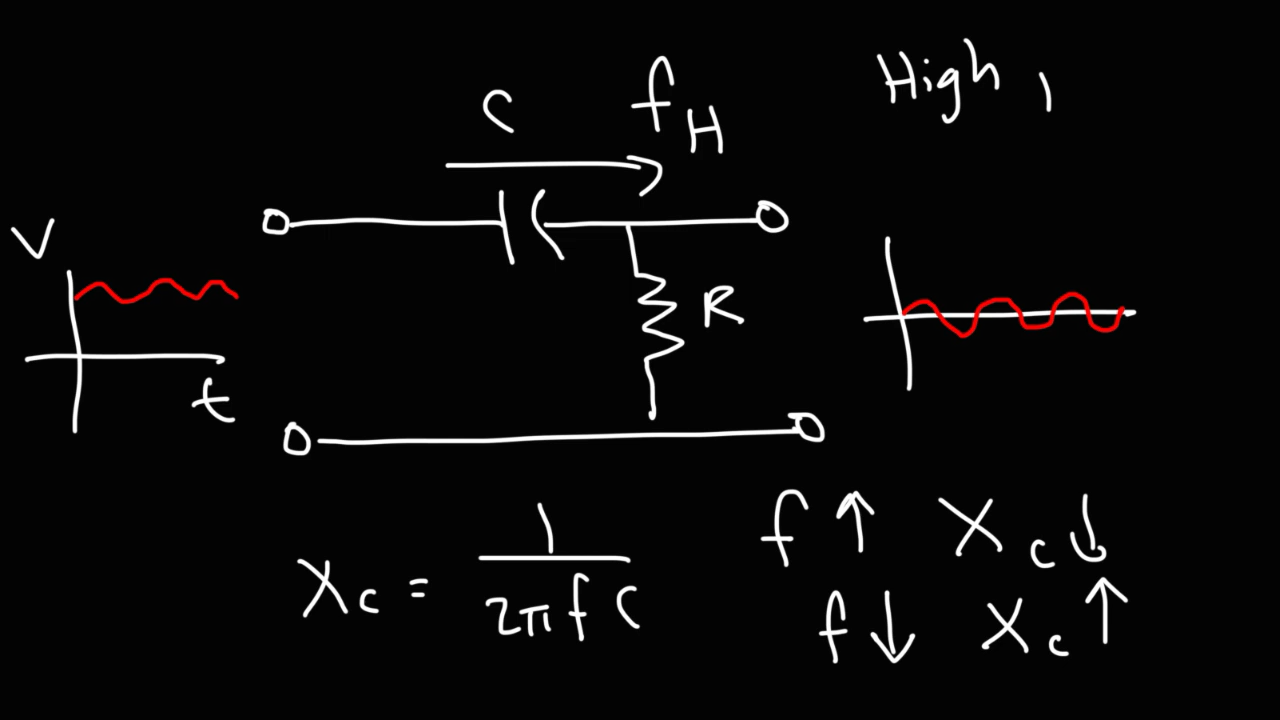 High
C
f_H
V
R
t
X_c = 1/(2πfC)
f↑ X_c↓
f↓ X_c↑